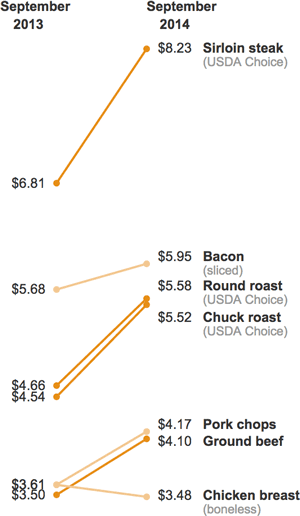 September September
2013 2014
$8.23 Sirloin steak
(USDA Choice)
$6.81
$5.95 Bacon
(sliced)
$5.68
$5.58 Round roast
(USDA Choice)
$5.52 Chuck roast
(USDA Choice)
$4.66
$4.54
$4.17 Pork chops
$4.10 Ground beef
$3.61
$3.50
$3.48 Chicken breast
(boneless)